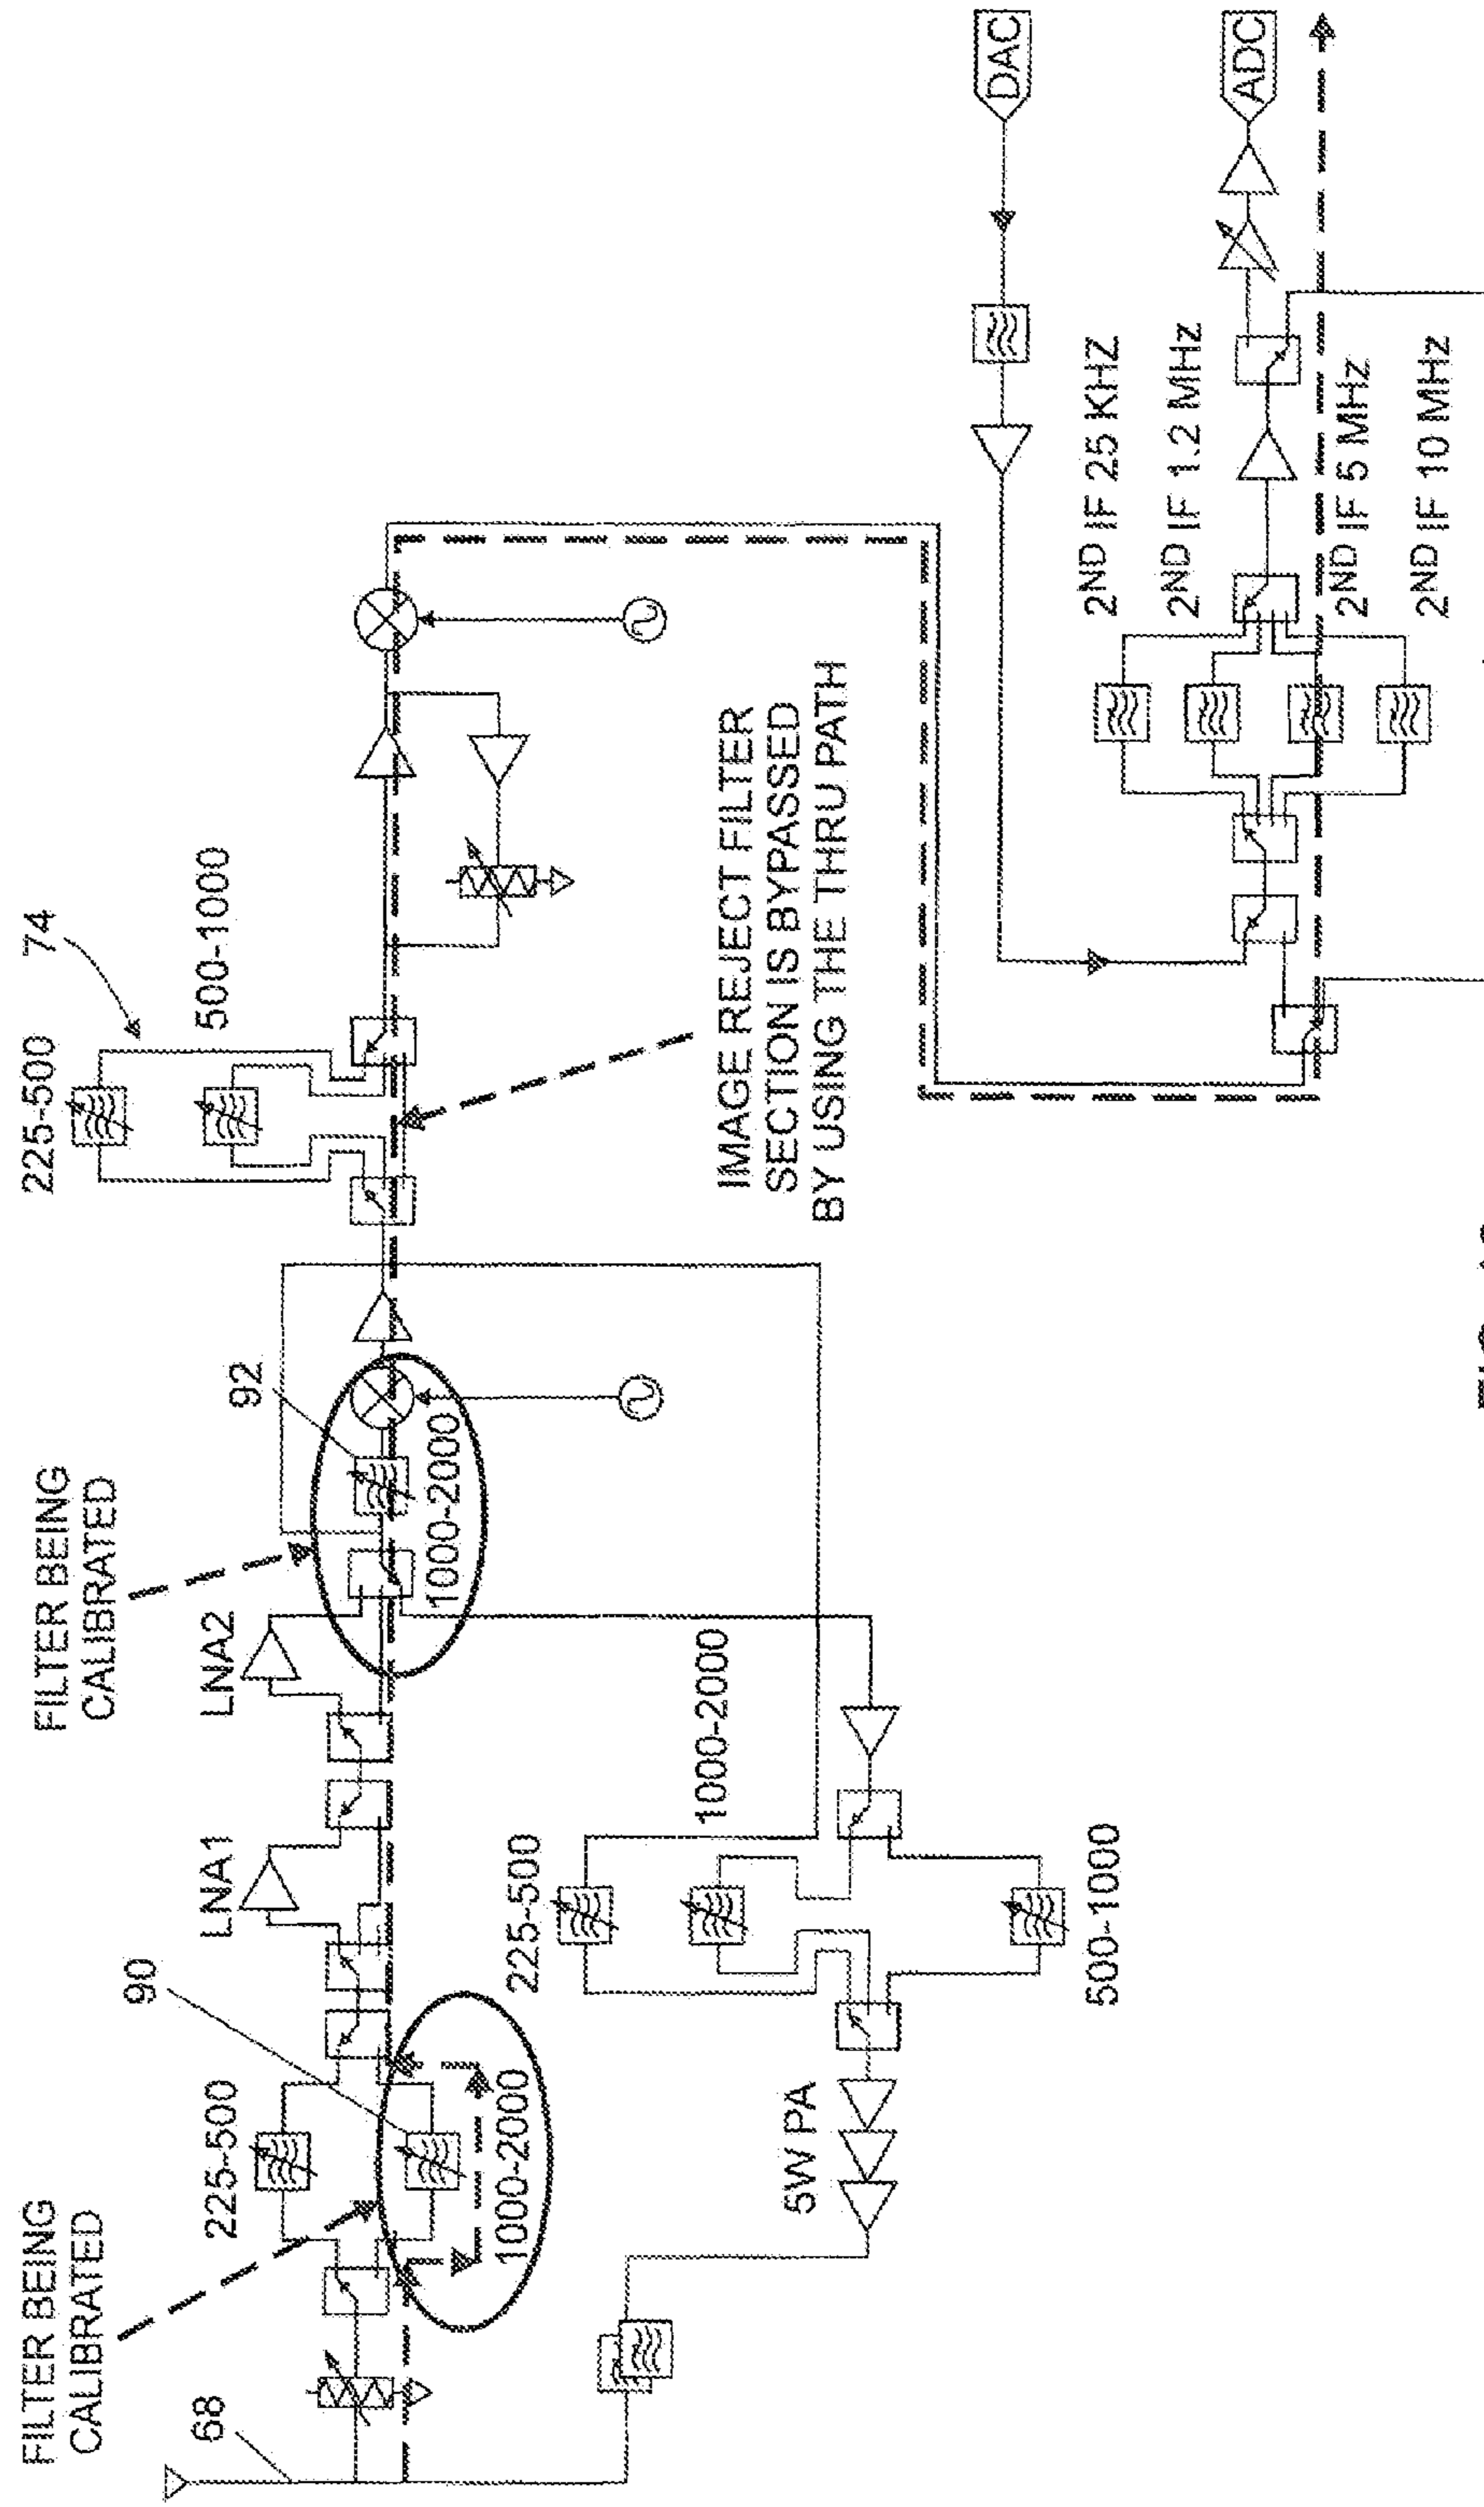 FILTER BEING
CALIBRATED
68
225-500
90
1000-2000
LNA1
LNA2
FILTER BEING
CALIBRATED
92
1000-2000
225-500
74
500-1000
IMAGE REJECT FILTER
SECTION IS BYPASSED
BY USING THE THRU PATH
5W PA
225-500
1000-2000
500-1000
DAC
ADC
2ND IF 25 KHZ
2ND IF 1.2 MHz
2ND IF 5 MHz
2ND IF 10 MHz